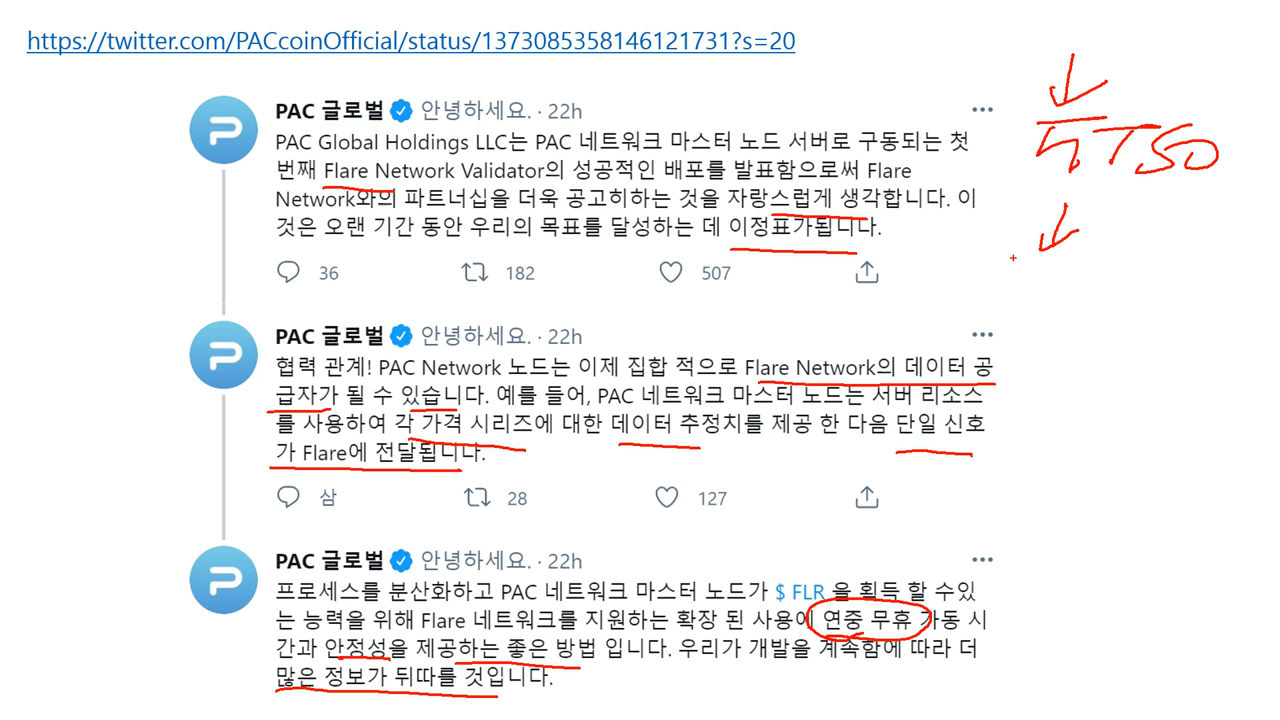 https://twitter.com/PACcoinOfficial/status/1373085358146121731?s=20
PAC 글로벌 안녕하세요. · 22h
PAC Global Holdings LLC는 PAC 네트워크 마스터 노드 서버로 구동되는 첫
번째 Flare Network Validator의 성공적인 배포를 발표함으로써 Flare
Network와의 파트너십을 더욱 공고히하는 것을 자랑스럽게 생각합니다. 이
것은 오랜 기간 동안 우리의 목표를 달성하는 데 이정표가됩니다.
36 182 507
PAC 글로벌 안녕하세요. · 22h
협력 관계! PAC Network 노드는 이제 집합 적으로 Flare Network의 데이터 공
급자가 될 수 있습니다. 예를 들어, PAC 네트워크 마스터 노드는 서버 리소스
를 사용하여 각 가격 시리즈에 대한 데이터 추정치를 제공 한 다음 단일 신호
가 Flare에 전달됩니다.
삼 28 127
PAC 글로벌 안녕하세요. · 22h
프로세스를 분산화하고 PAC 네트워크 마스터 노드가 $ FLR 을 획득 할 수있
는 능력을 위해 Flare 네트워크를 지원하는 확장 된 사용에 연중 무휴 가동 시
간과 안정성을 제공하는 좋은 방법 입니다. 우리가 개발을 계속함에 따라 더
많은 정보가 뒤따를 것입니다.